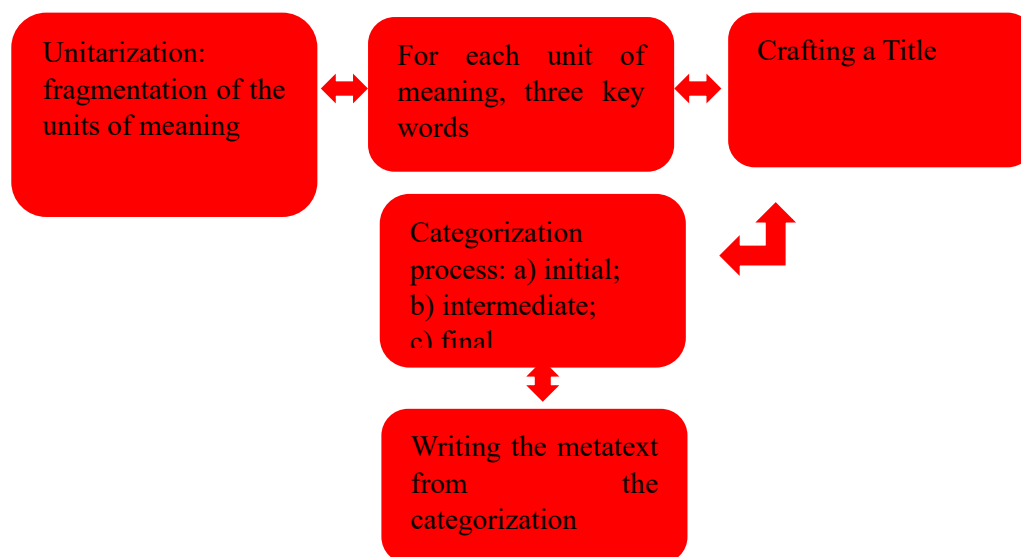 Unitarization:
fragmentation of the
units of meaning
For each unit of
meaning, three key
words
Crafting a Title
Categorization
process: a) initial;
b) intermediate;
c) final
Writing the metatext
from the
categorization